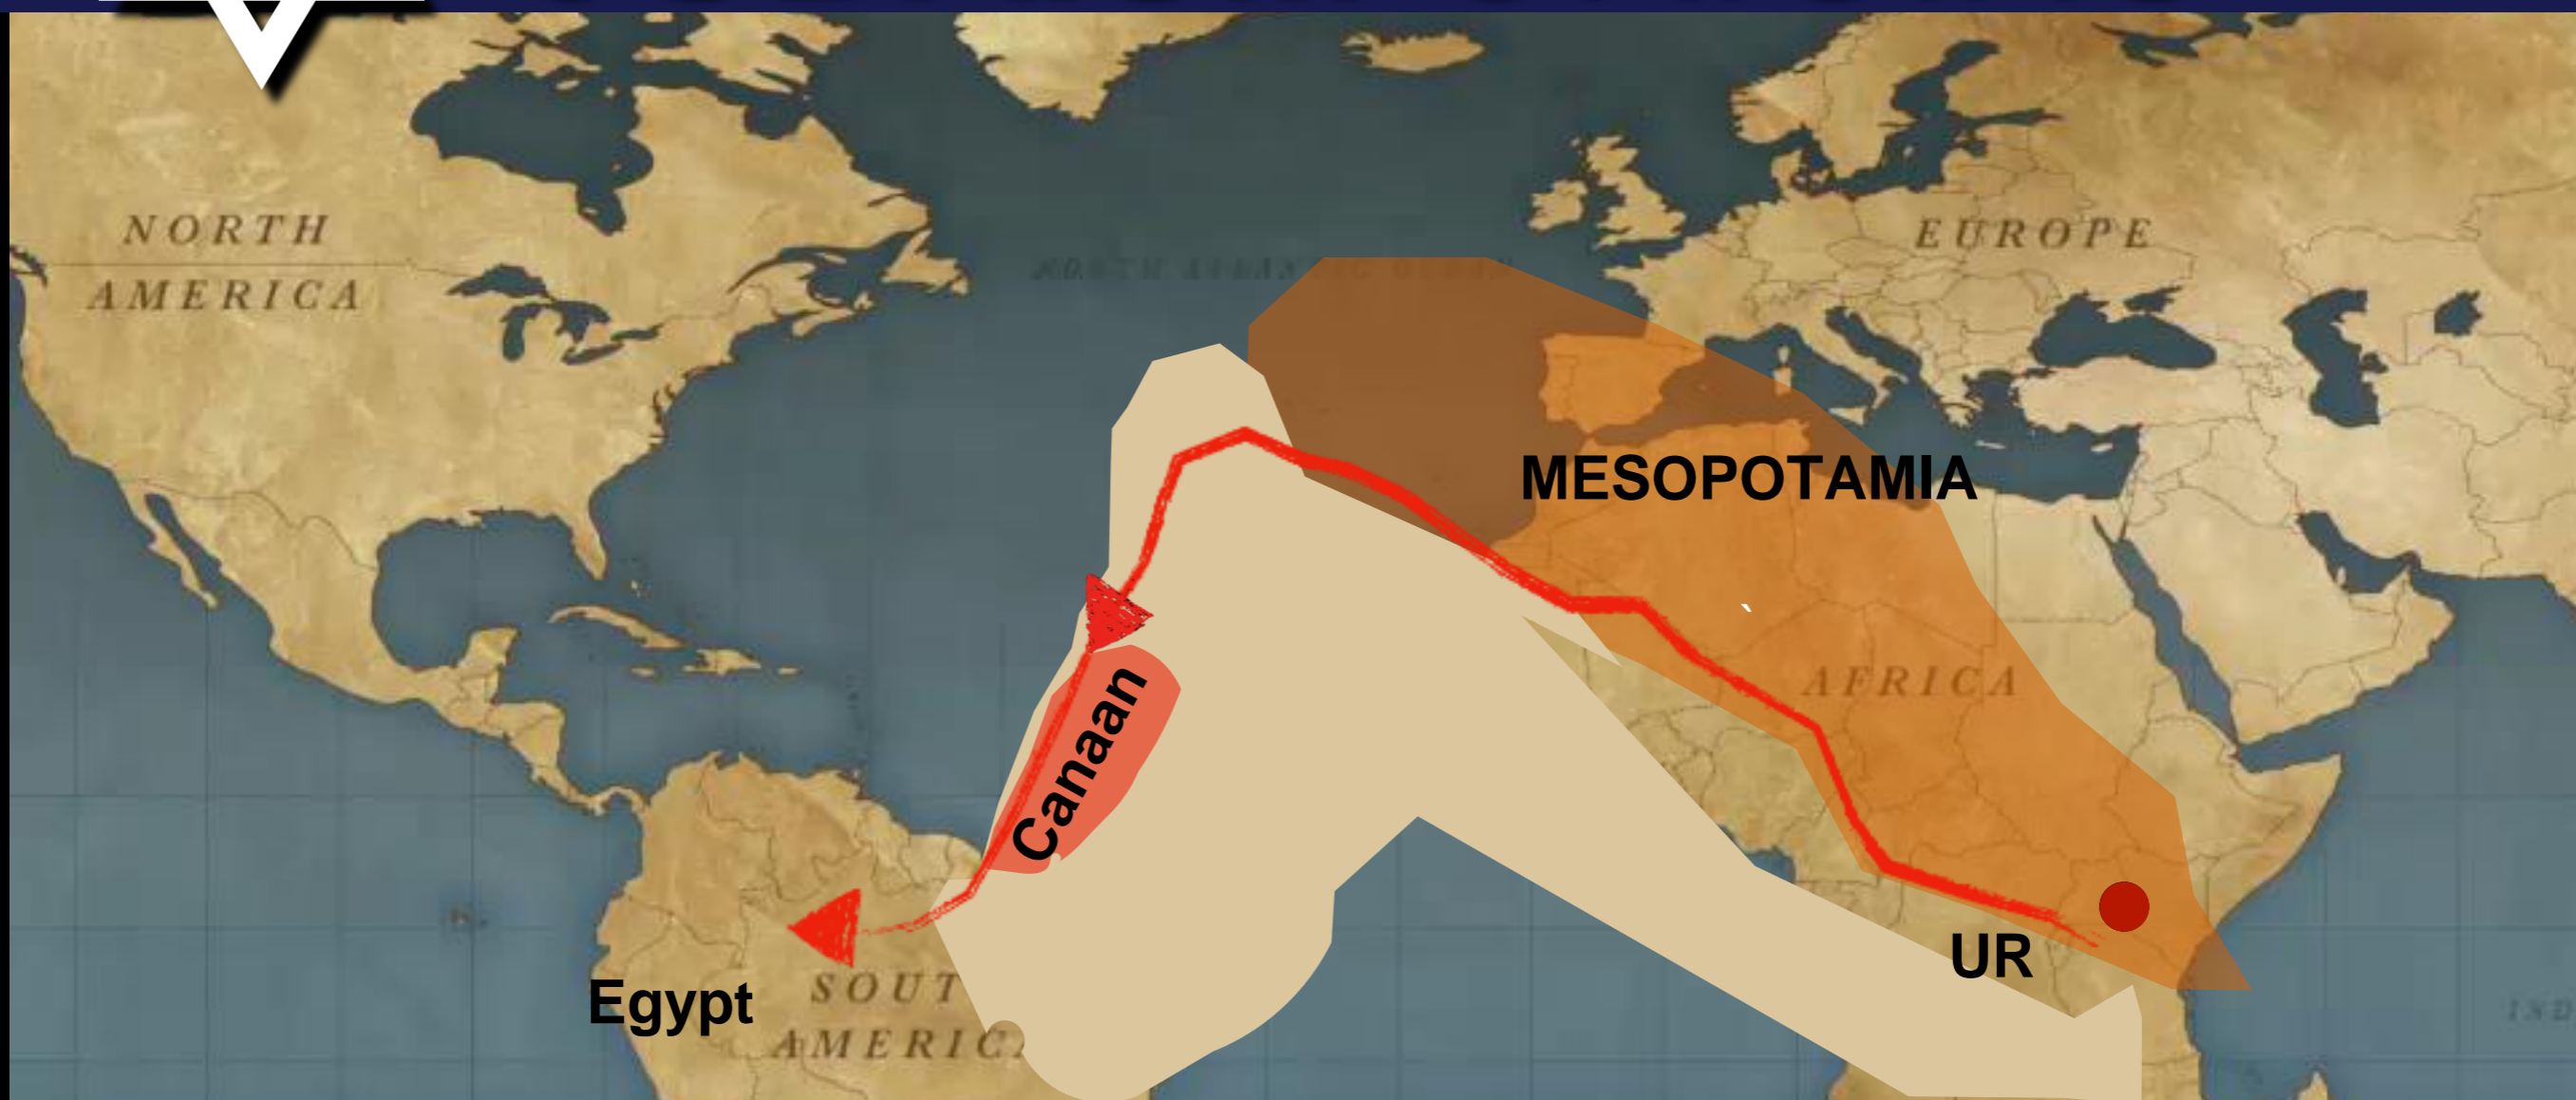 NORTH
AMERICA
EUROPE
MESOPOTAMIA
AFRICA
Canaan
UR
Egypt
SOUT
AMERIC